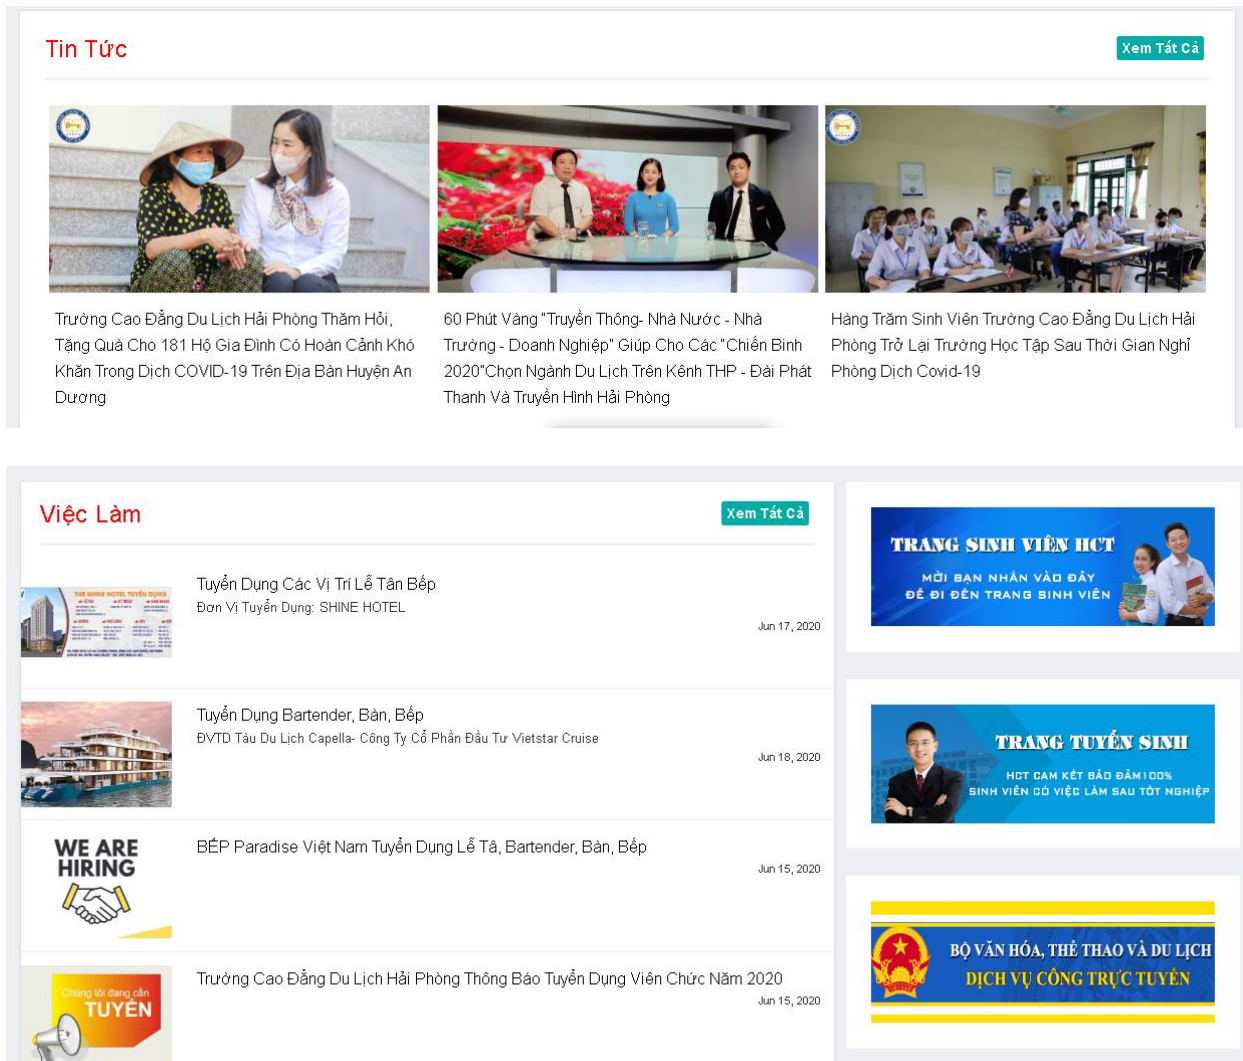 Tin Tức
Xem Tất Cả
Trường Cao Đẳng Du Lịch Hải Phòng Thăm Hỏi,
Tặng Quà Cho 181 Hộ Gia Đình Có Hoàn Cảnh Khó
Khăn Trong Dịch COVID-19 Trên Địa Bàn Huyện An
Dương
60 Phút Vàng "Truyền Thông- Nhà Nước - Nhà
Trường - Doanh Nghiệp" Giúp Cho Các "Chiến Binh
2020"Chọn Ngành Du Lịch Trên Kênh THP - Đài Phát
Thanh Và Truyền Hình Hải Phòng
Hàng Trăm Sinh Viên Trường Cao Đẳng Du Lịch Hải
Phòng Trở Lại Trường Học Tập Sau Thời Gian Nghỉ
Phòng Dịch Covid-19
Việc Làm
Xem Tất Cả
THE SHINE HOTEL TUYỂN DỤNG
Tuyển Dụng Các Vị Trí Lễ Tân Bếp
Đơn Vị Tuyển Dụng: SHINE HOTEL
Jun 17, 2020
Tuyển Dụng Bartender, Bàn, Bếp
ĐVTD Tàu Du Lịch Capella- Công Ty Cổ Phần Đầu Tư Vietstar Cruise
Jun 18, 2020
WE ARE
HIRING
BẾP Paradise Việt Nam Tuyển Dụng Lễ Tâ, Bartender, Bàn, Bếp
Jun 15, 2020
Chúng tôi đang cần
TUYỂN
Trường Cao Đẳng Du Lịch Hải Phòng Thông Báo Tuyển Dụng Viên Chức Năm 2020
Jun 15, 2020
TRANG SINH VIÊN HCT
MỜI BẠN NHẤN VÀO ĐÂY
ĐỂ ĐI ĐẾN TRANG SINH VIÊN
TRANG TUYỂN SINH
HCT CAM KẾT BẢO ĐẢM100%
SINH VIÊN CÓ VIỆC LÀM SAU TỐT NGHIỆP
BỘ VĂN HÓA, THỂ THAO VÀ DU LỊCH
DỊCH VỤ CÔNG TRỰC TUYẾN